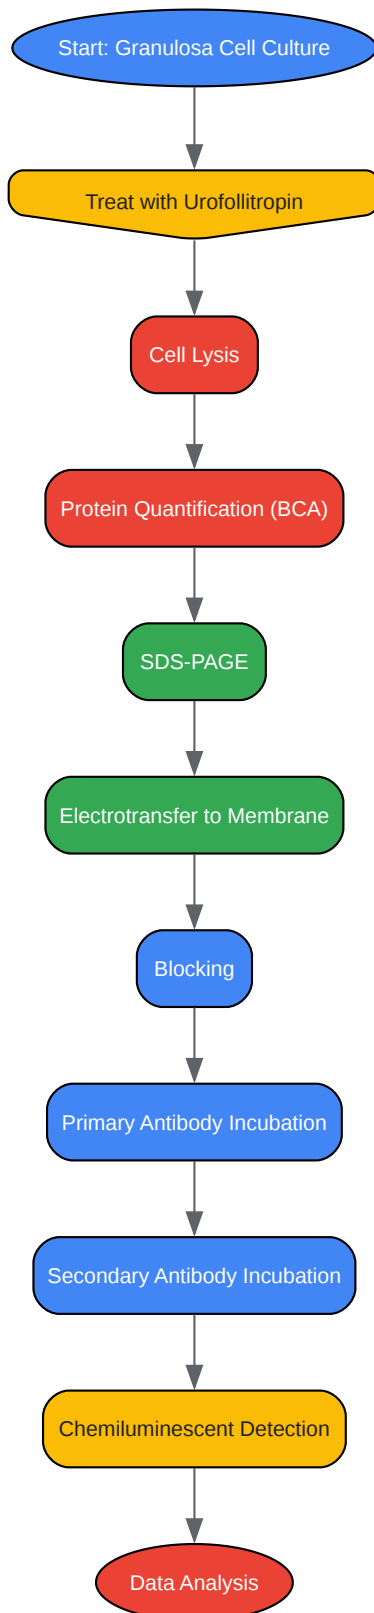 Start: Granulosa Cell Culture
Treat with Urofollitropin
Cell Lysis
Protein Quantification (BCA)
SDS-PAGE
Electrotransfer to Membrane
Blocking
Primary Antibody Incubation
Secondary Antibody Incubation
Chemiluminescent Detection
Data Analysis